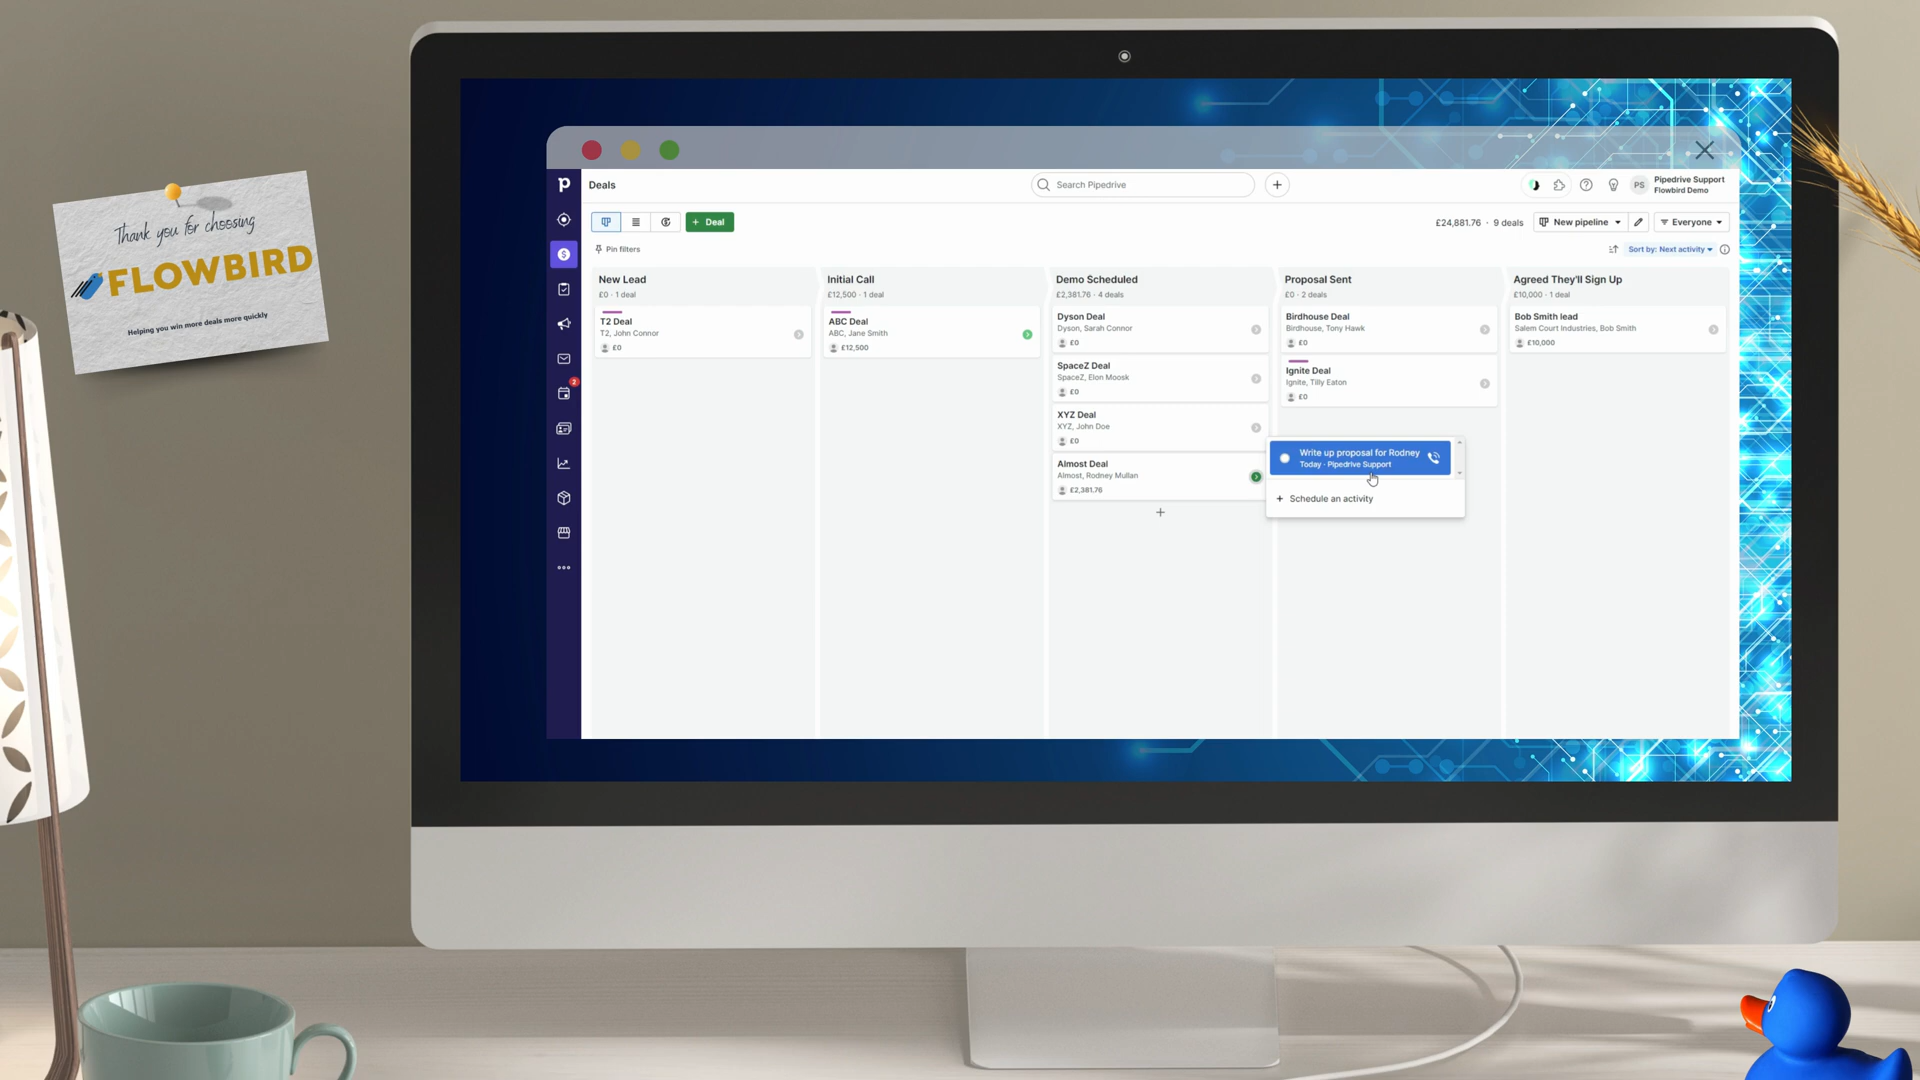 Thank you for choosing
FLOWBIRD
Helping you win more deals more quickly
p
Deals
Search Pipedrive
+
PS
Pipedrive Support
Flowbird Demo
+ Deal
£24,881.76 · 9 deals
New pipeline
Everyone
Pin filters
Sort by: Next activity
2
New Lead
£0 · 1 deal
T2 Deal
T2, John Connor
£0
Initial Call
£12,500 · 1 deal
ABC Deal
ABC, Jane Smith
£12,500
Demo Scheduled
£2,381.76 · 4 deals
Dyson Deal
Dyson, Sarah Connor
£0
SpaceZ Deal
SpaceZ, Elon Moosk
£0
XYZ Deal
XYZ, John Doe
£0
Almost Deal
Almost, Rodney Mullan
£2,381.76
+
Proposal Sent
£0 · 2 deals
Birdhouse Deal
Birdhouse, Tony Hawk
£0
Ignite Deal
Ignite, Tilly Eaton
£0
Write up proposal for Rodney
Today · Pipedrive Support
+ Schedule an activity
Agreed They'll Sign Up
£10,000 · 1 deal
Bob Smith lead
Salem Court Industries, Bob Smith
£10,000